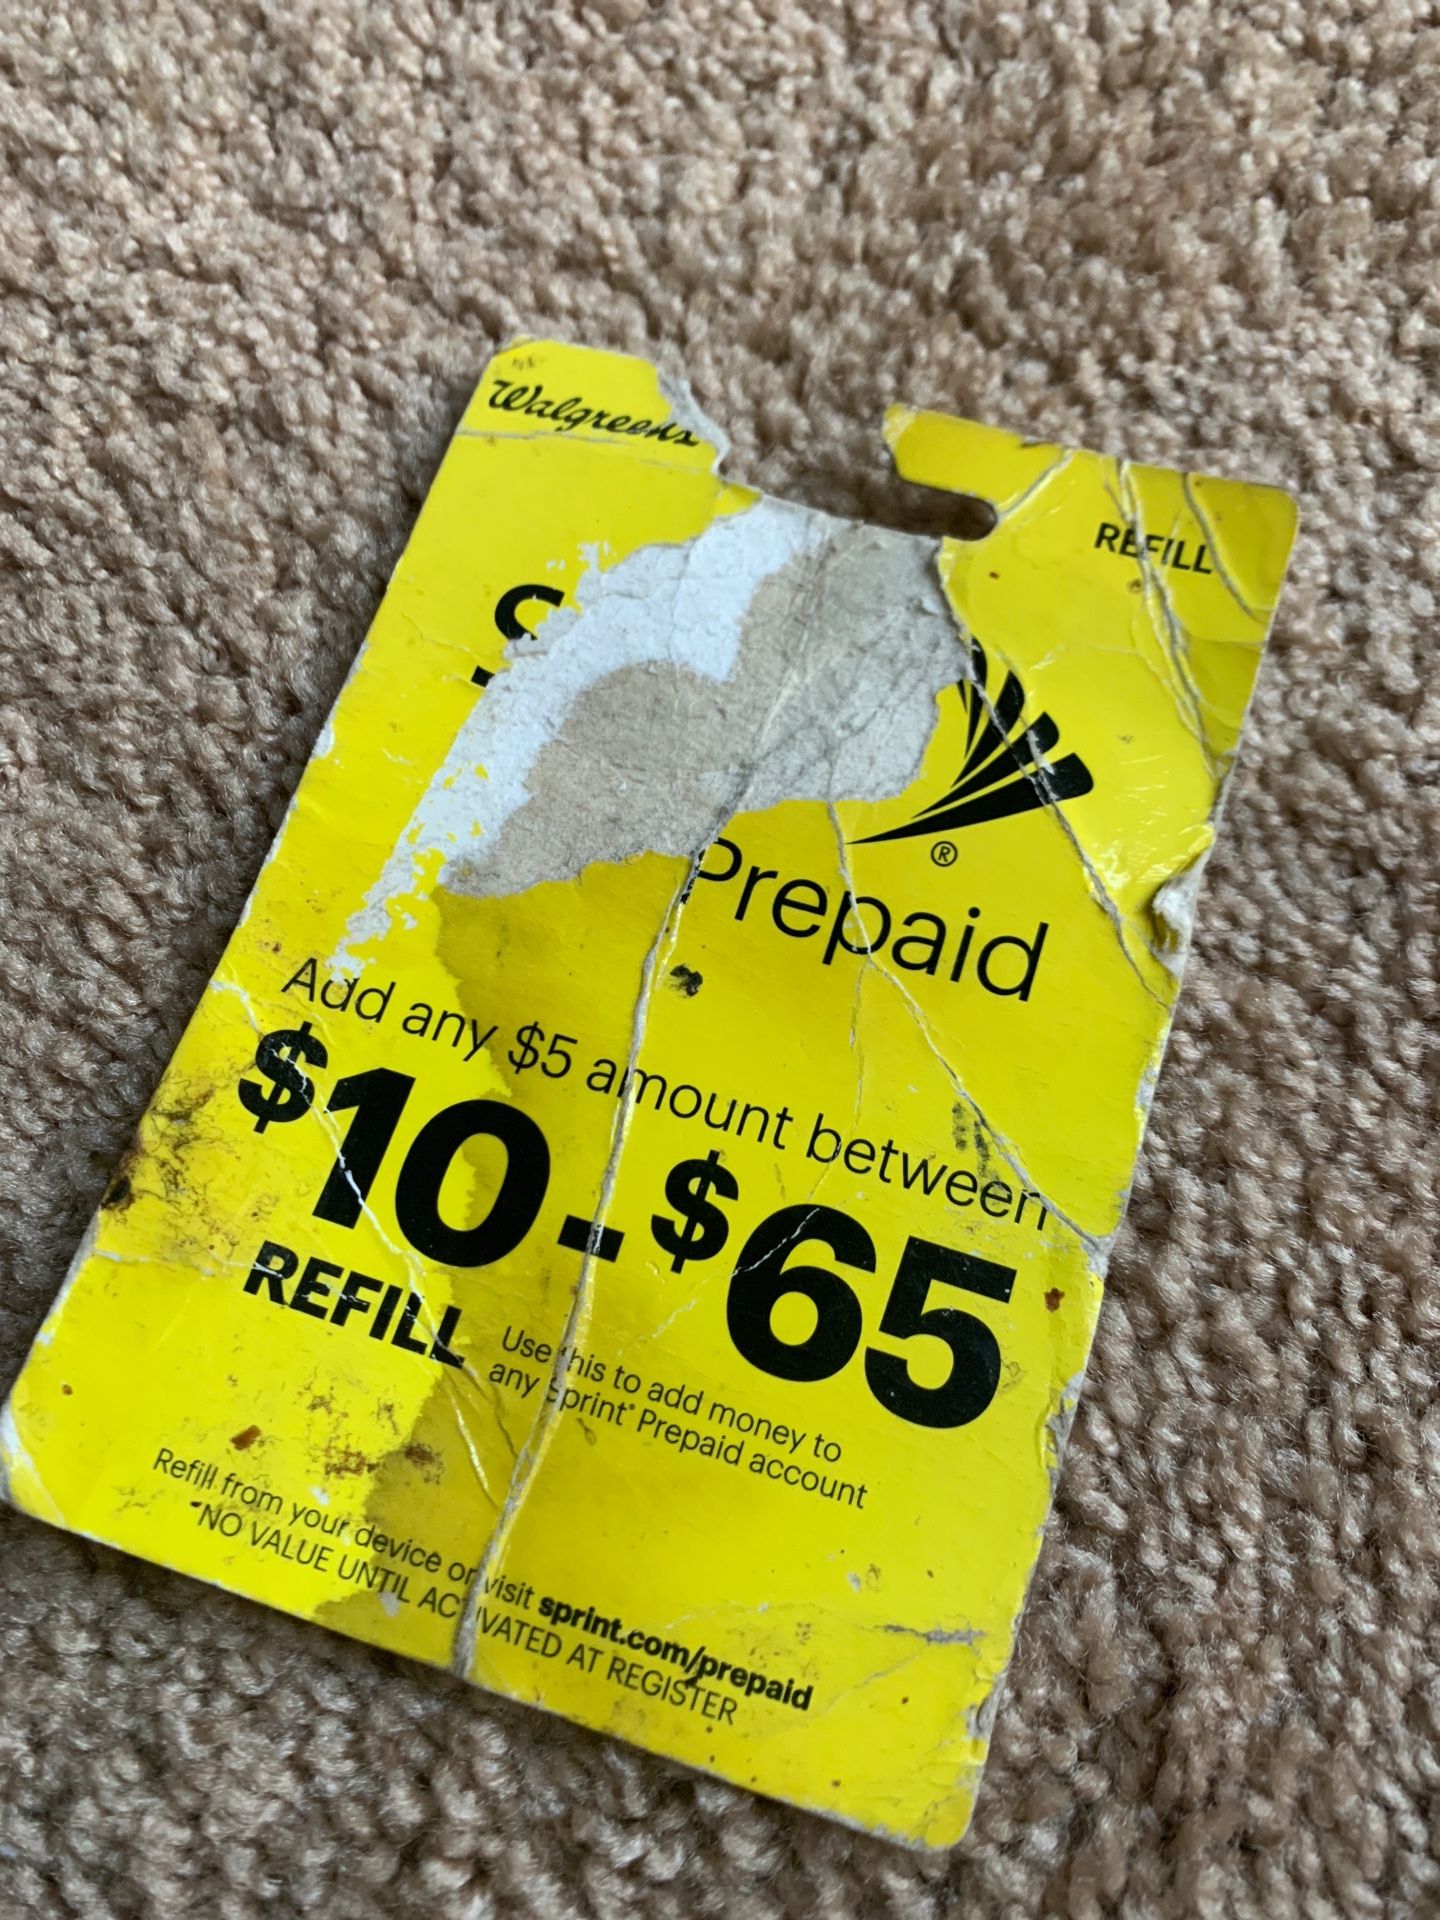 Walgreens
REFILL
®
Prepaid
Add any $5 amount between
$10-$65
REFILL
Use this to add money to
any Sprint® Prepaid account
Refill from your device or visit sprint.com/prepaid
*NO VALUE UNTIL ACTIVATED AT REGISTER